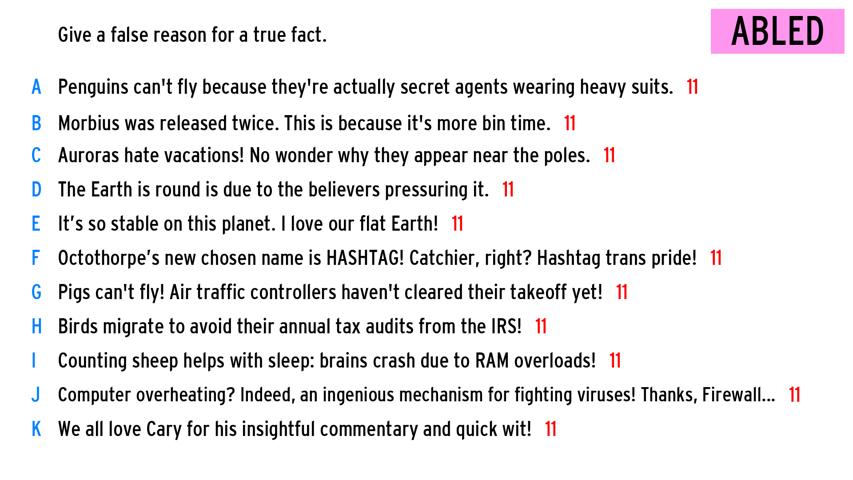 Give a false reason for a true fact.
ABLED
A Penguins can't fly because they're actually secret agents wearing heavy suits. 11
B Morbius was released twice. This is because it's more bin time. 11
C Auroras hate vacations! No wonder why they appear near the poles. 11
D The Earth is round is due to the believers pressuring it. 11
E It’s so stable on this planet. I love our flat Earth! 11
F Octothorpe’s new chosen name is HASHTAG! Catchier, right? Hashtag trans pride! 11
G Pigs can't fly! Air traffic controllers haven't cleared their takeoff yet! 11
H Birds migrate to avoid their annual tax audits from the IRS! 11
I Counting sheep helps with sleep: brains crash due to RAM overloads! 11
J Computer overheating? Indeed, an ingenious mechanism for fighting viruses! Thanks, Firewall... 11
K We all love Cary for his insightful commentary and quick wit! 11